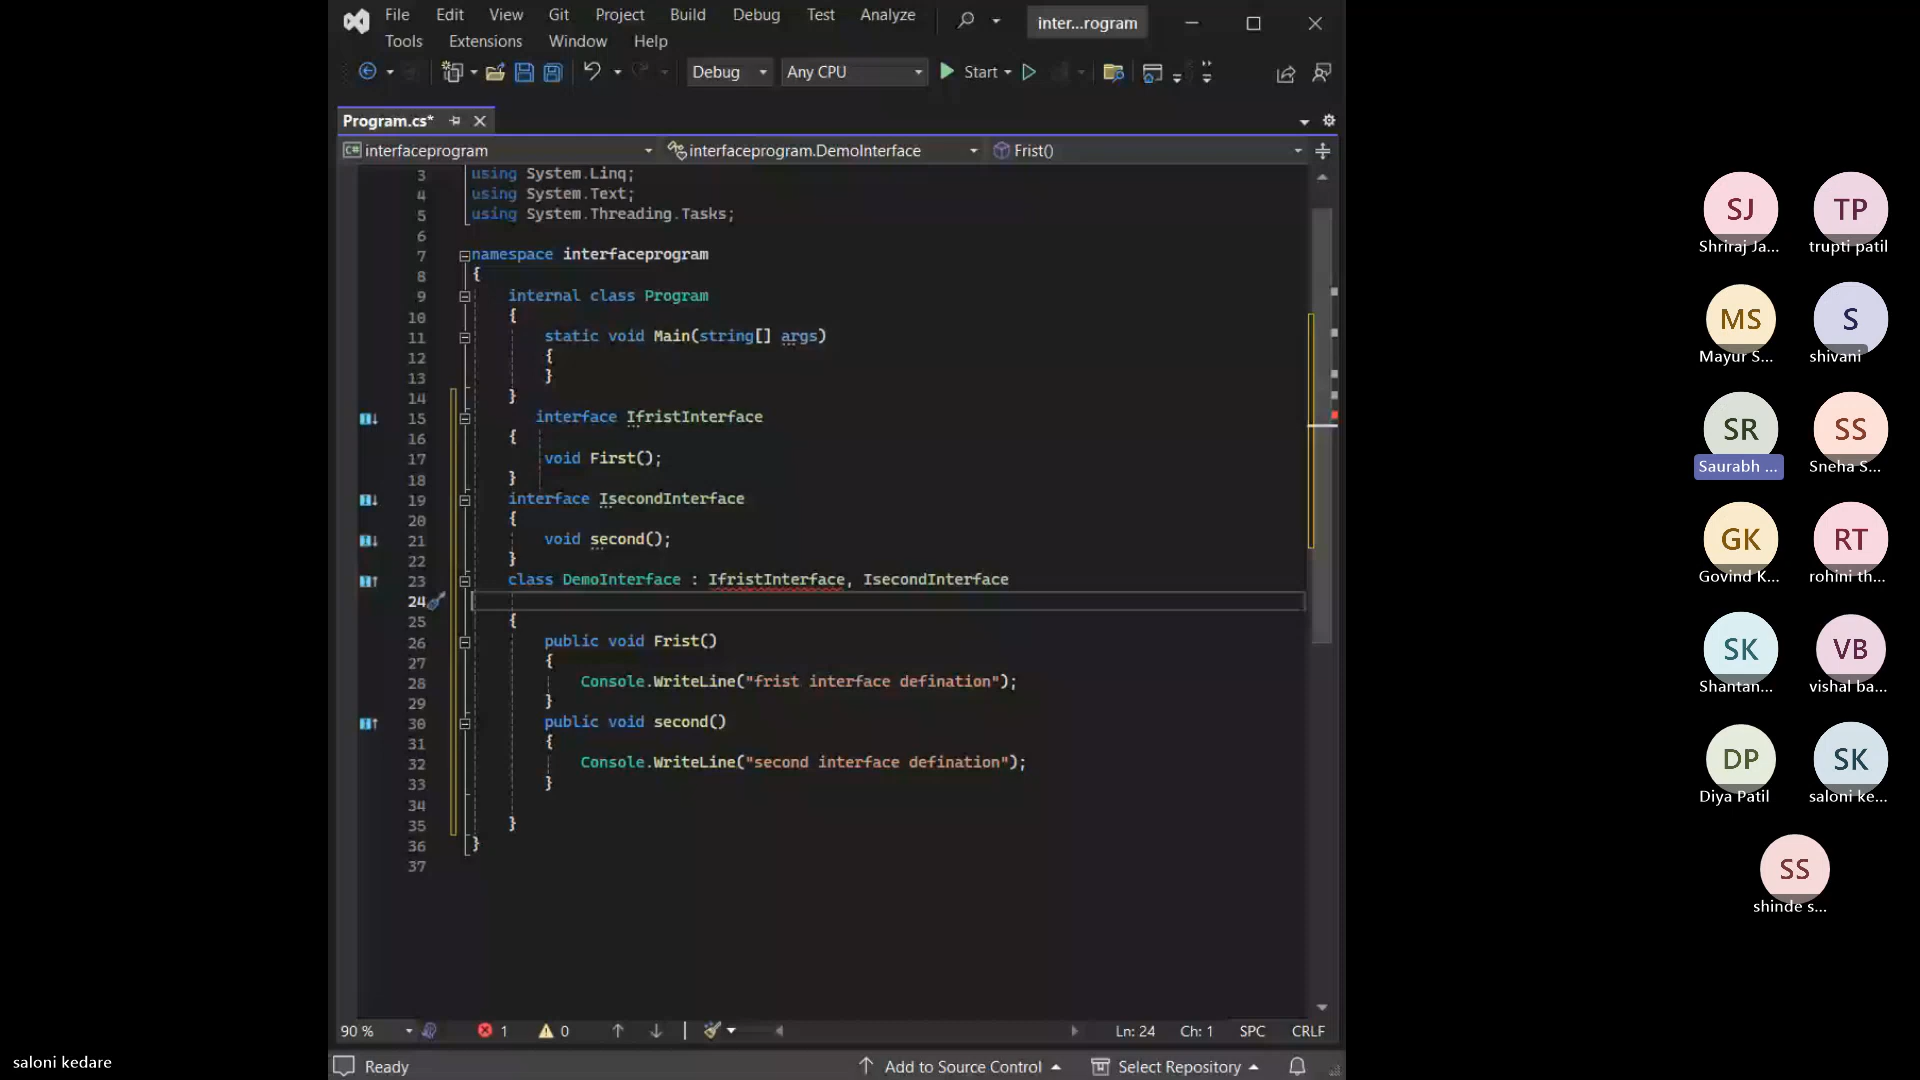 File Edit View Git Project Build Debug Test Analyze
inter...rogram
Tools Extensions Window Help
Debug Any CPU Start
Program.cs*
interfaceprogram interfaceprogram.DemoInterface Frist()
3 using System.Linq;
4 using System.Text;
5 using System.Threading.Tasks;
6
7 namespace interfaceprogram
8 {
9 internal class Program
10 {
11 static void Main(string[] args)
12 {
13 }
14 }
15 interface IfristInterface
16 {
17 void First();
18 }
19 interface IsecondInterface
20 {
21 void second();
22 }
23 class DemoInterface : IfristInterface, IsecondInterface
24
25 {
26 public void Frist()
27 {
28 Console.WriteLine("frist interface defination");
29 }
30 public void second()
31 {
32 Console.WriteLine("second interface defination");
33 }
34
35 }
36 }
37
90 % 1 0 Ln: 24 Ch: 1 SPC CRLF
Ready Add to Source Control Select Repository
SJ TP
Shriraj Ja... trupti patil
MS S
Mayur S... shivani
SR SS
Saurabh ... Sneha S...
GK RT
Govind K... rohini th...
SK VB
Shantan... vishal ba...
DP SK
Diya Patil saloni ke...
SS
shinde s...
saloni kedare